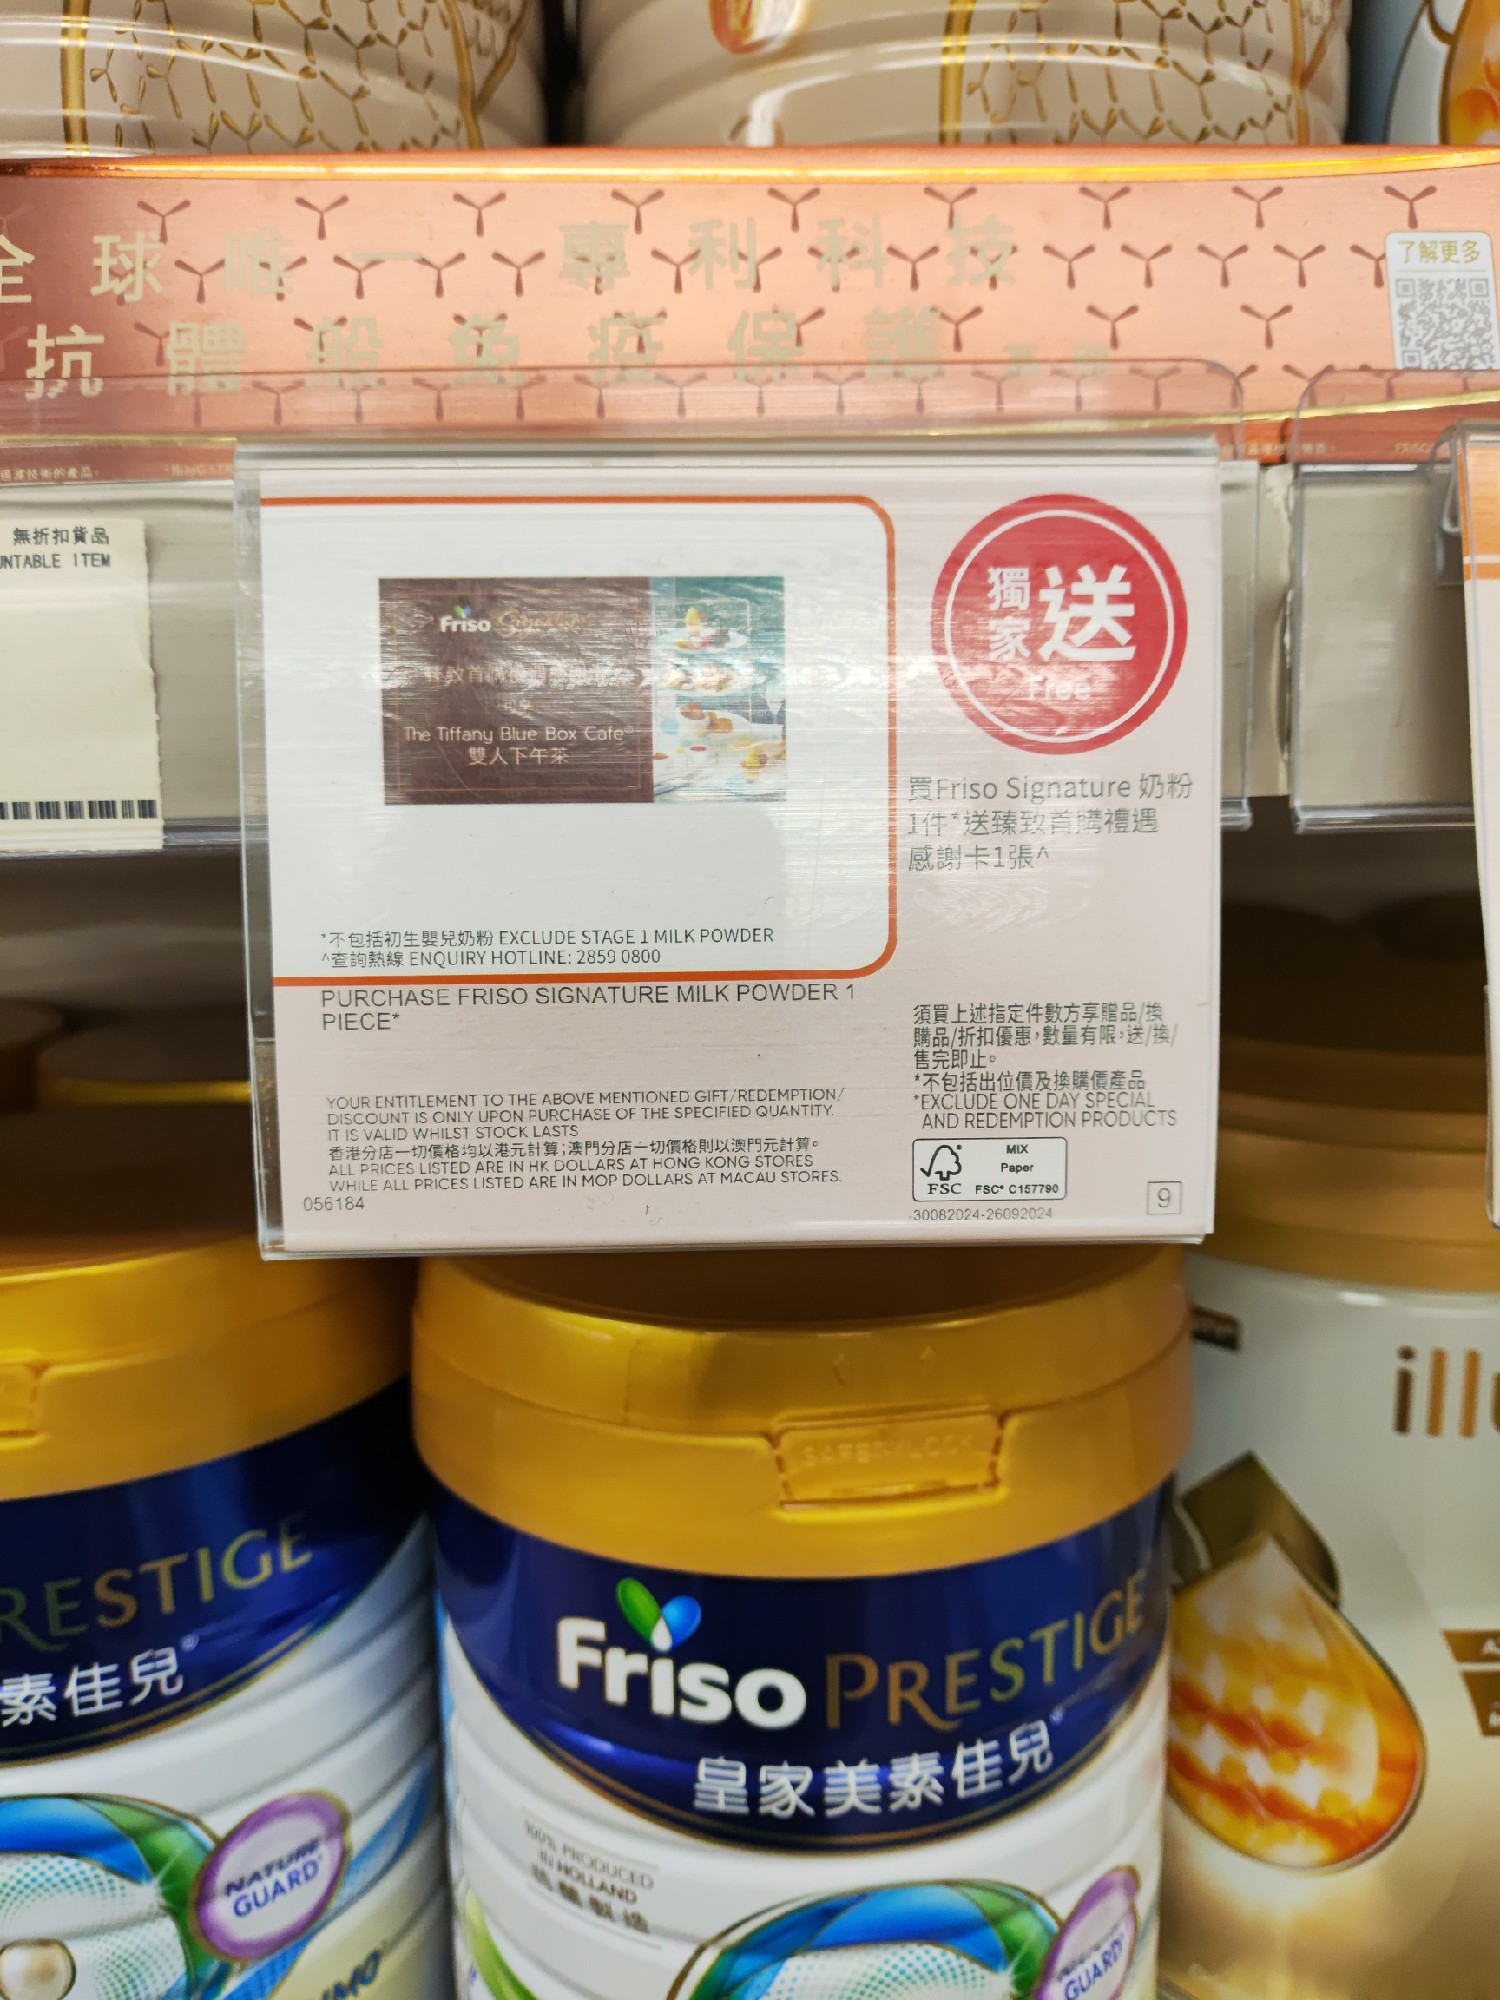 全球唯一專利科技
抗體般免疫保護
了解更多
無折扣貨品
UNTABLE ITEM
Friso Signature
The Tiffany Blue Box Cafe®
雙人下午茶
獨家送
Free
買Friso Signature 奶粉
1件*送臻致首購禮遇
感謝卡1張^
*不包括初生嬰兒奶粉 EXCLUDE STAGE 1 MILK POWDER
^查詢熱線 ENQUIRY HOTLINE: 2859 0800
PURCHASE FRISO SIGNATURE MILK POWDER 1
PIECE*
須買上述指定件數方享贈品/換
購品/折扣優惠,數量有限,送/換/
售完即止。
*不包括出位價及換購價產品
*EXCLUDE ONE DAY SPECIAL
AND REDEMPTION PRODUCTS
YOUR ENTITLEMENT TO THE ABOVE MENTIONED GIFT/REDEMPTION/
DISCOUNT IS ONLY UPON PURCHASE OF THE SPECIFIED QUANTITY.
IT IS VALID WHILST STOCK LASTS
香港分店一切價格均以港元計算;澳門分店一切價格則以澳門元計算。
ALL PRICES LISTED ARE IN HK DOLLARS AT HONG KONG STORES
WHILE ALL PRICES LISTED ARE IN MOP DOLLARS AT MACAU STORES.
056184
FSC
MIX
Paper
FSC® C157790
30082024-26092024
9
SAFETY LOCK
RESTIGE
素佳兒®
NATURE
GUARD
Friso PRESTIGE
皇家美素佳兒®
100% PRODUCED
IN HOLLAND
荷蘭製造
GUARD
illu